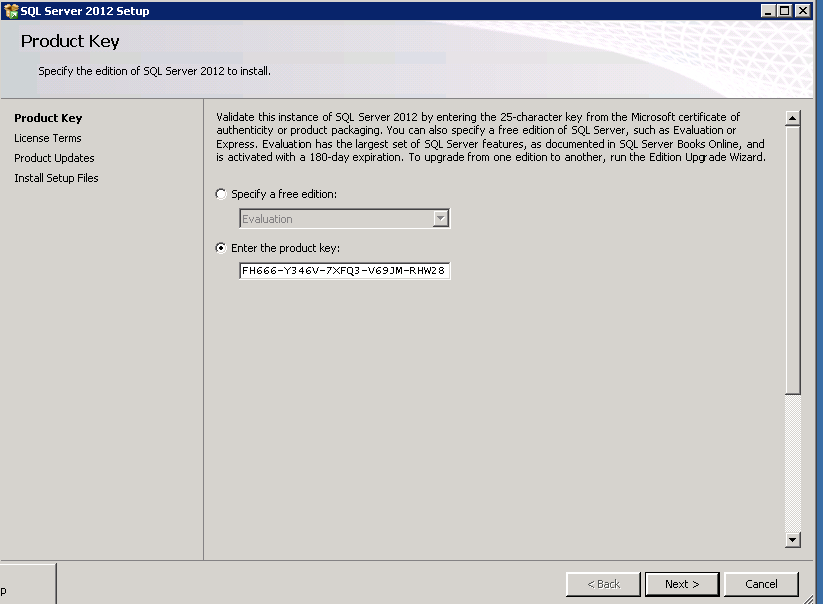 SQL Server 2012 Setup
Product Key
Specify the edition of SQL Server 2012 to install.
Product Key
License Terms
Product Updates
Install Setup Files
Validate this instance of SQL Server 2012 by entering the 25-character key from the Microsoft certificate of
authenticity or product packaging. You can also specify a free edition of SQL Server, such as Evaluation or
Express. Evaluation has the largest set of SQL Server features, as documented in SQL Server Books Online, and
is activated with a 180-day expiration. To upgrade from one edition to another, run the Edition Upgrade Wizard.
Specify a free edition:
Evaluation
Enter the product key:
FH666-Y346V-7XFQ3-V69JM-RHW28
< Back
Next >
Cancel
p